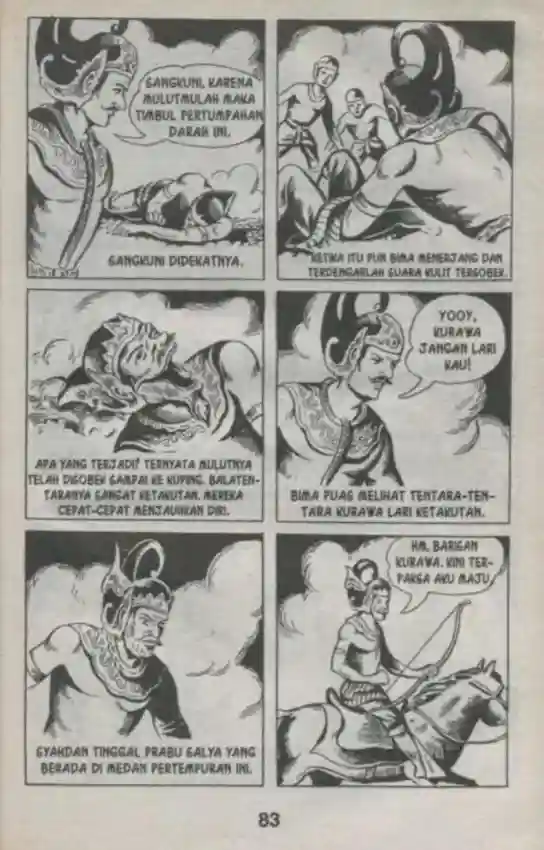 SANGKUNI, KARENA
MULUTMULAH MAKA
TIMBUL PERTUMPAHAN
DARAH INI.
SANGKUNI DIDEKATNYA.
KETIKA ITU PUN BIMA MENERJANG DAN
TERDENGARLAH SUARA KULIT TERSOBEK.
APA YANG TERJADI? TERNYATA MULUTNYA
TELAH DISOBEK SAMPAI KE KUPING. BALATEN-
TARANYA SANGAT KETAKUTAN. MEREKA
CEPAT-CEPAT MENJAUHKAN DIRI.
YOOY,
KURAWA
JANGAN LARI
KAU!
BIMA PUAS MELIHAT TENTARA-TEN-
TARA KURAWA LARI KETAKUTAN.
SYAHDAN TINGGAL PRABU SALYA YANG
BERADA DI MEDAN PERTEMPURAN INI.
HM, BARISAN
KURAWA. KINI TER-
PAKSA AKU MAJU.
83